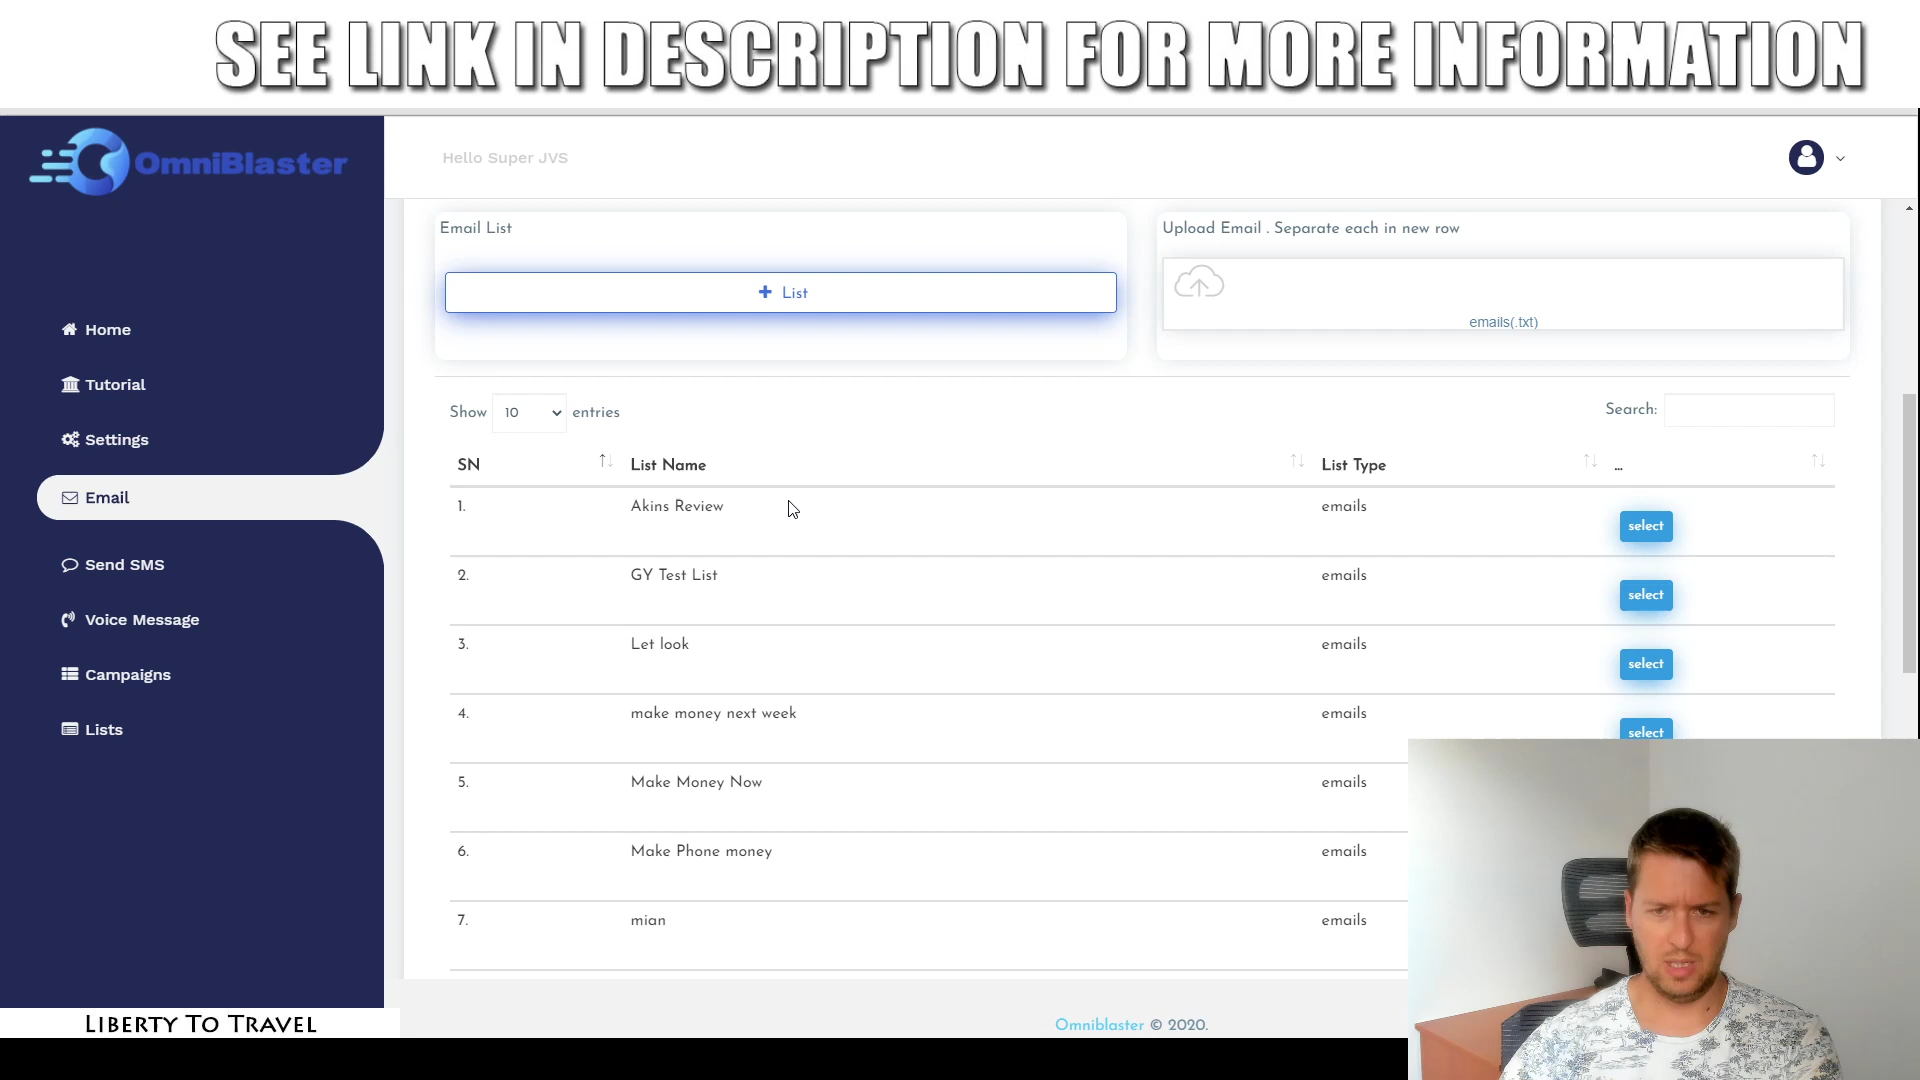 SEE LINK IN DESCRIPTION FOR MORE INFORMATION
OmniBlaster
Hello Super JVS
Home
Tutorial
Settings
Email
Send SMS
Voice Message
Campaigns
Lists
Email List
List
Upload Email . Separate each in new row
emails(.txt)
Show 10 entries
Search:
SN List Name List Type ...
1. Akins Review emails select
2. GY Test List emails select
3. Let look emails select
4. make money next week emails select
5. Make Money Now emails
6. Make Phone money emails
7. mian emails
LIBERTY TO TRAVEL
Omniblaster © 2020.